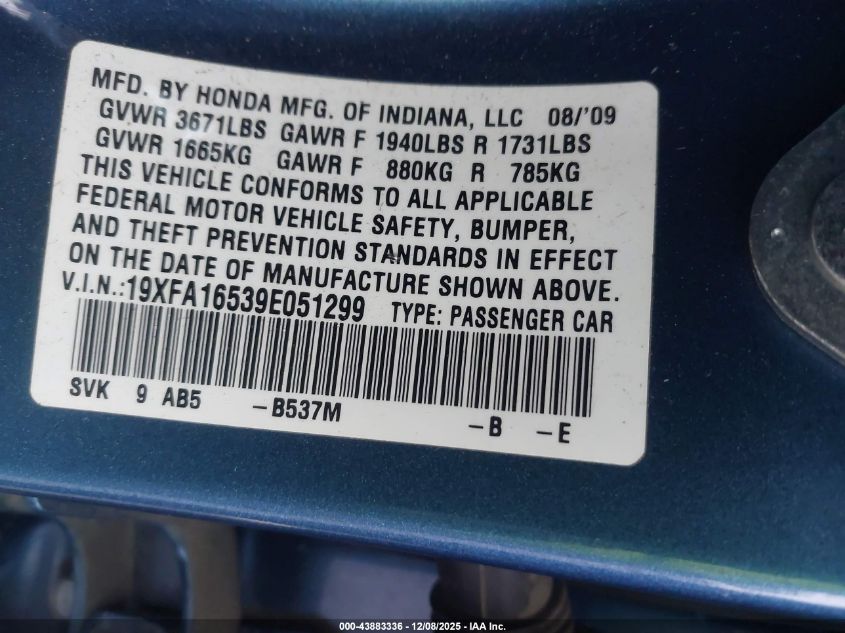 MFD. BY HONDA MFG. OF INDIANA, LLC 08/'09
GVWR 3671LBS GAWR F 1940LBS R 1731LBS
GVWR 1665KG GAWR F 880KG R 785KG
THIS VEHICLE CONFORMS TO ALL APPLICABLE
FEDERAL MOTOR VEHICLE SAFETY, BUMPER,
AND THEFT PREVENTION STANDARDS IN EFFECT
ON THE DATE OF MANUFACTURE SHOWN ABOVE.
V.I.N.:19XFA16539E051299 TYPE: PASSENGER CAR
SVK 9 AB5 -B537M -B -E
000-43883336 - 12/08/2025 - IAA Inc.